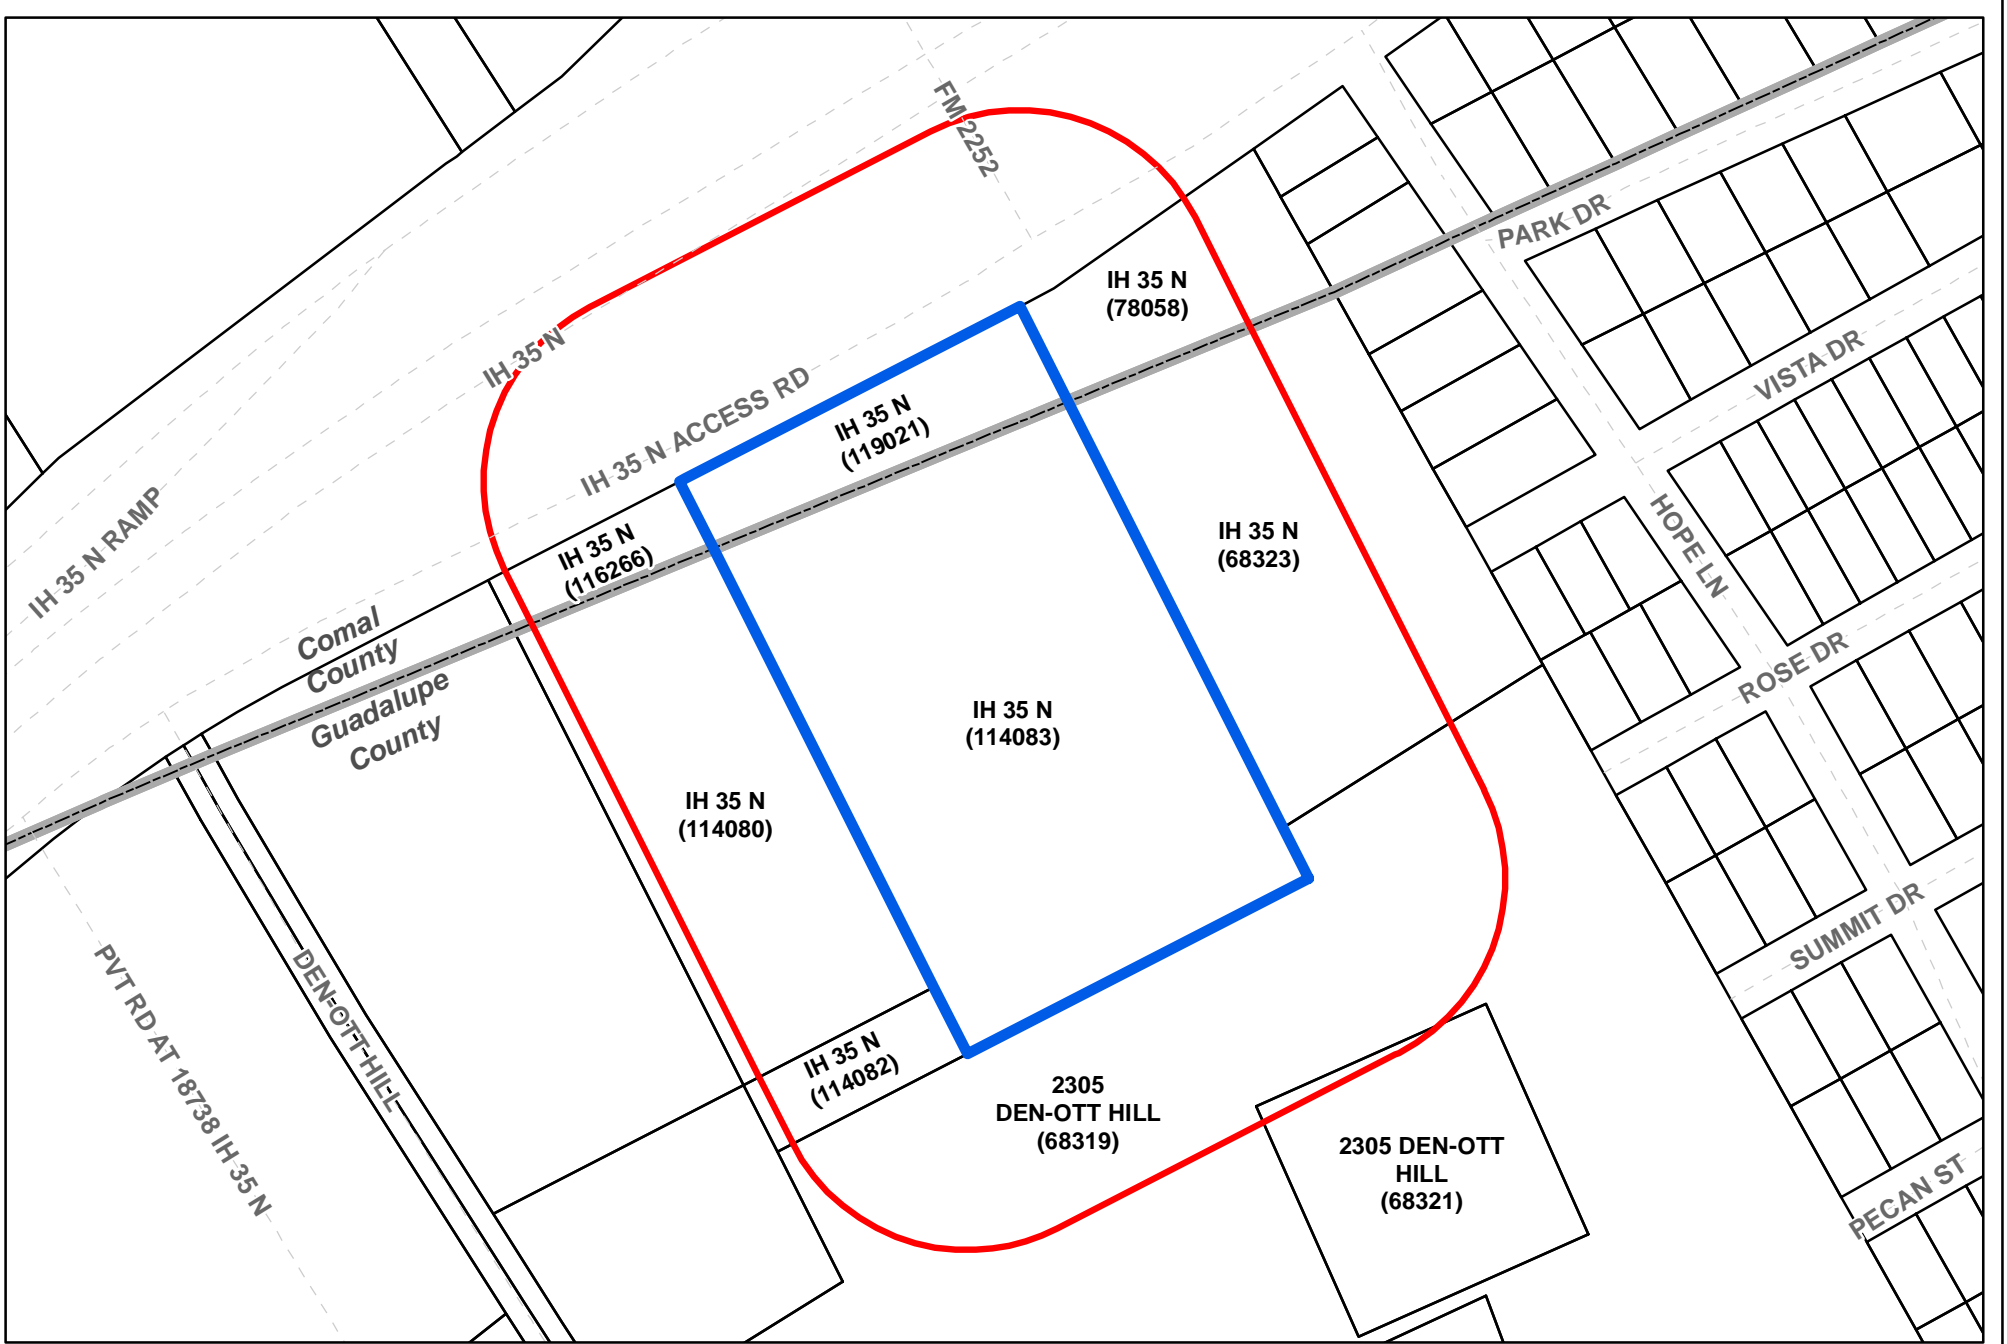 FM 2252
PARK DR
IH 35 N
(78058)
IH 35 N
VISTA DR
IH 35 N ACCESS RD
IH 35 N
(119021)
IH 35 N RAMP
IH 35 N
(116266)
IH 35 N
(68323)
HOPE LN
Comal
County
Guadalupe
County
ROSE DR
IH 35 N
(114083)
IH 35 N
(114080)
SUMMIT DR
PVT RD AT 18738 IH 35 N
DEN-OTT HILL
IH 35 N
(114082)
2305
DEN-OTT HILL
(68319)
2305 DEN-OTT
HILL
(68321)
PECAN ST